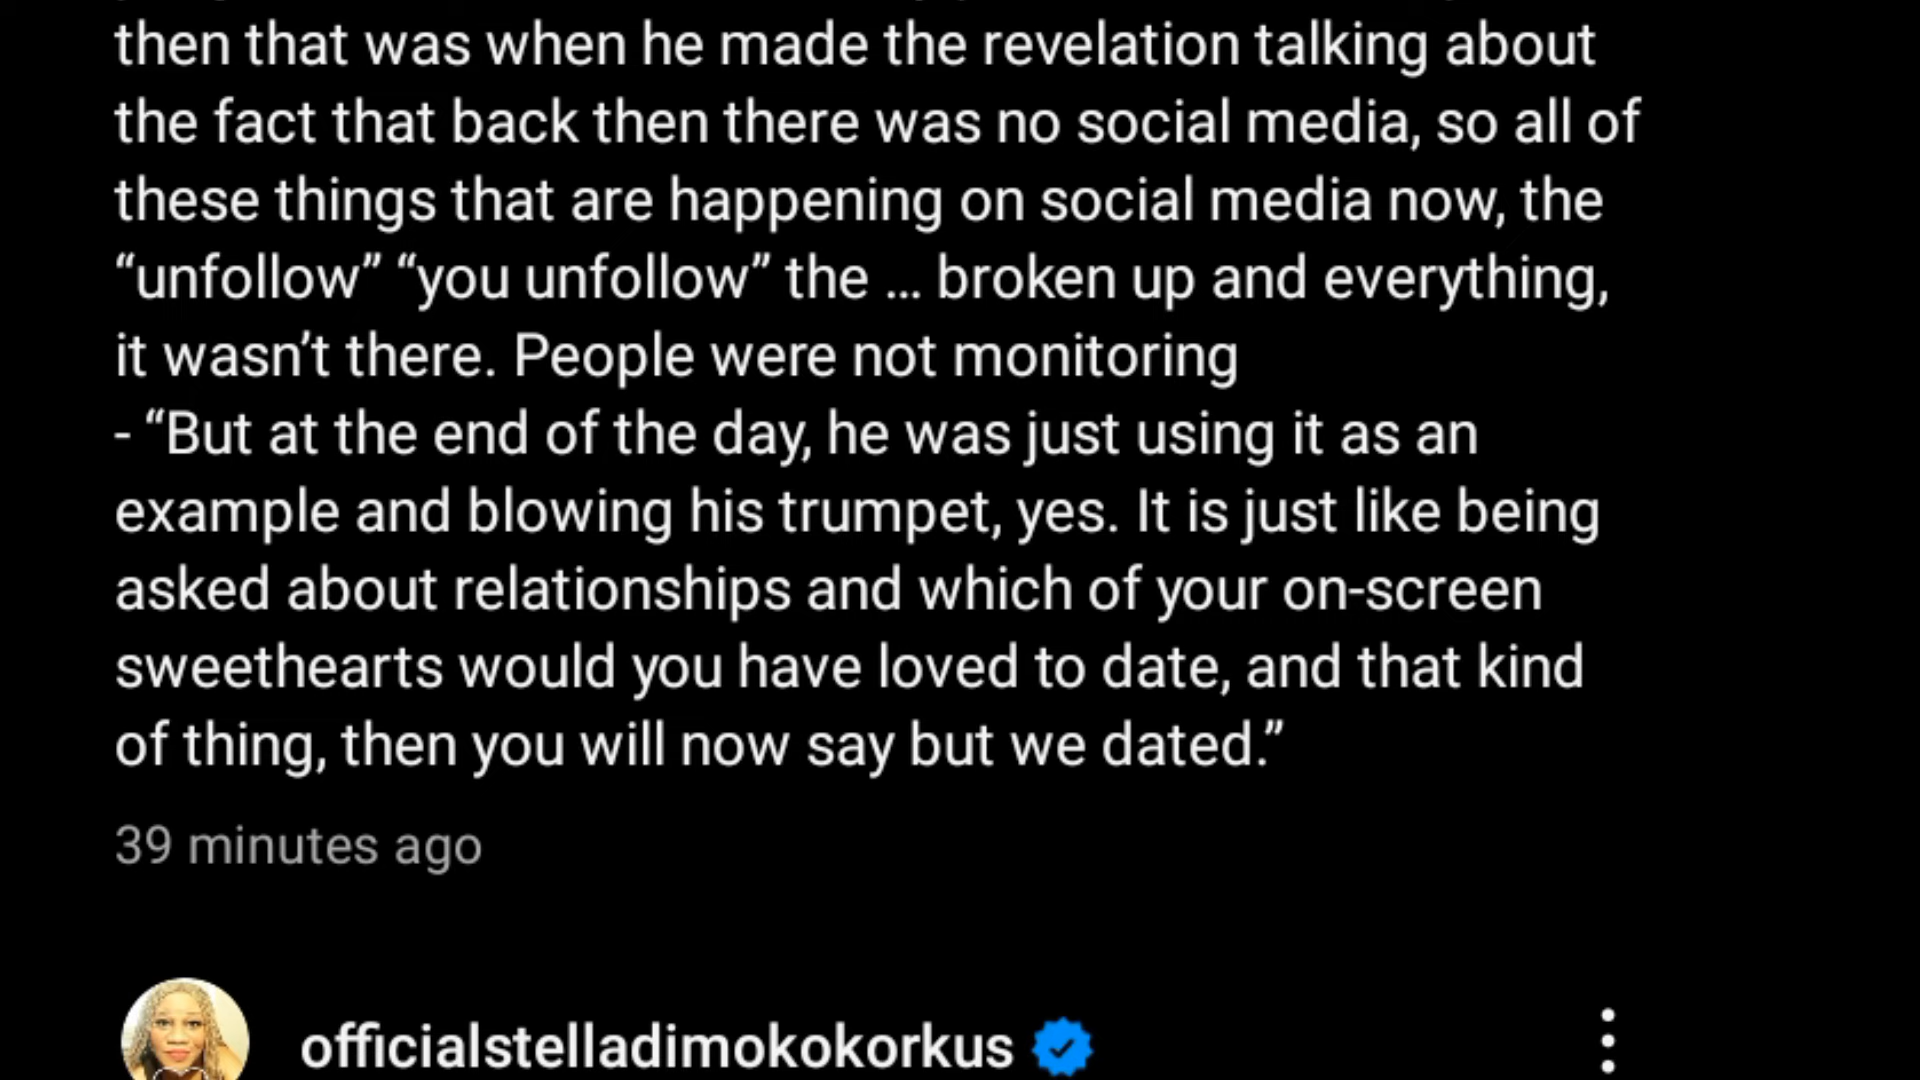 then that was when he made the revelation talking about
the fact that back then there was no social media, so all of
these things that are happening on social media now, the
“unfollow” “you unfollow” the ... broken up and everything,
it wasn’t there. People were not monitoring
- “But at the end of the day, he was just using it as an
example and blowing his trumpet, yes. It is just like being
asked about relationships and which of your on-screen
sweethearts would you have loved to date, and that kind
of thing, then you will now say but we dated.”
39 minutes ago
officialstelladimokokorkus